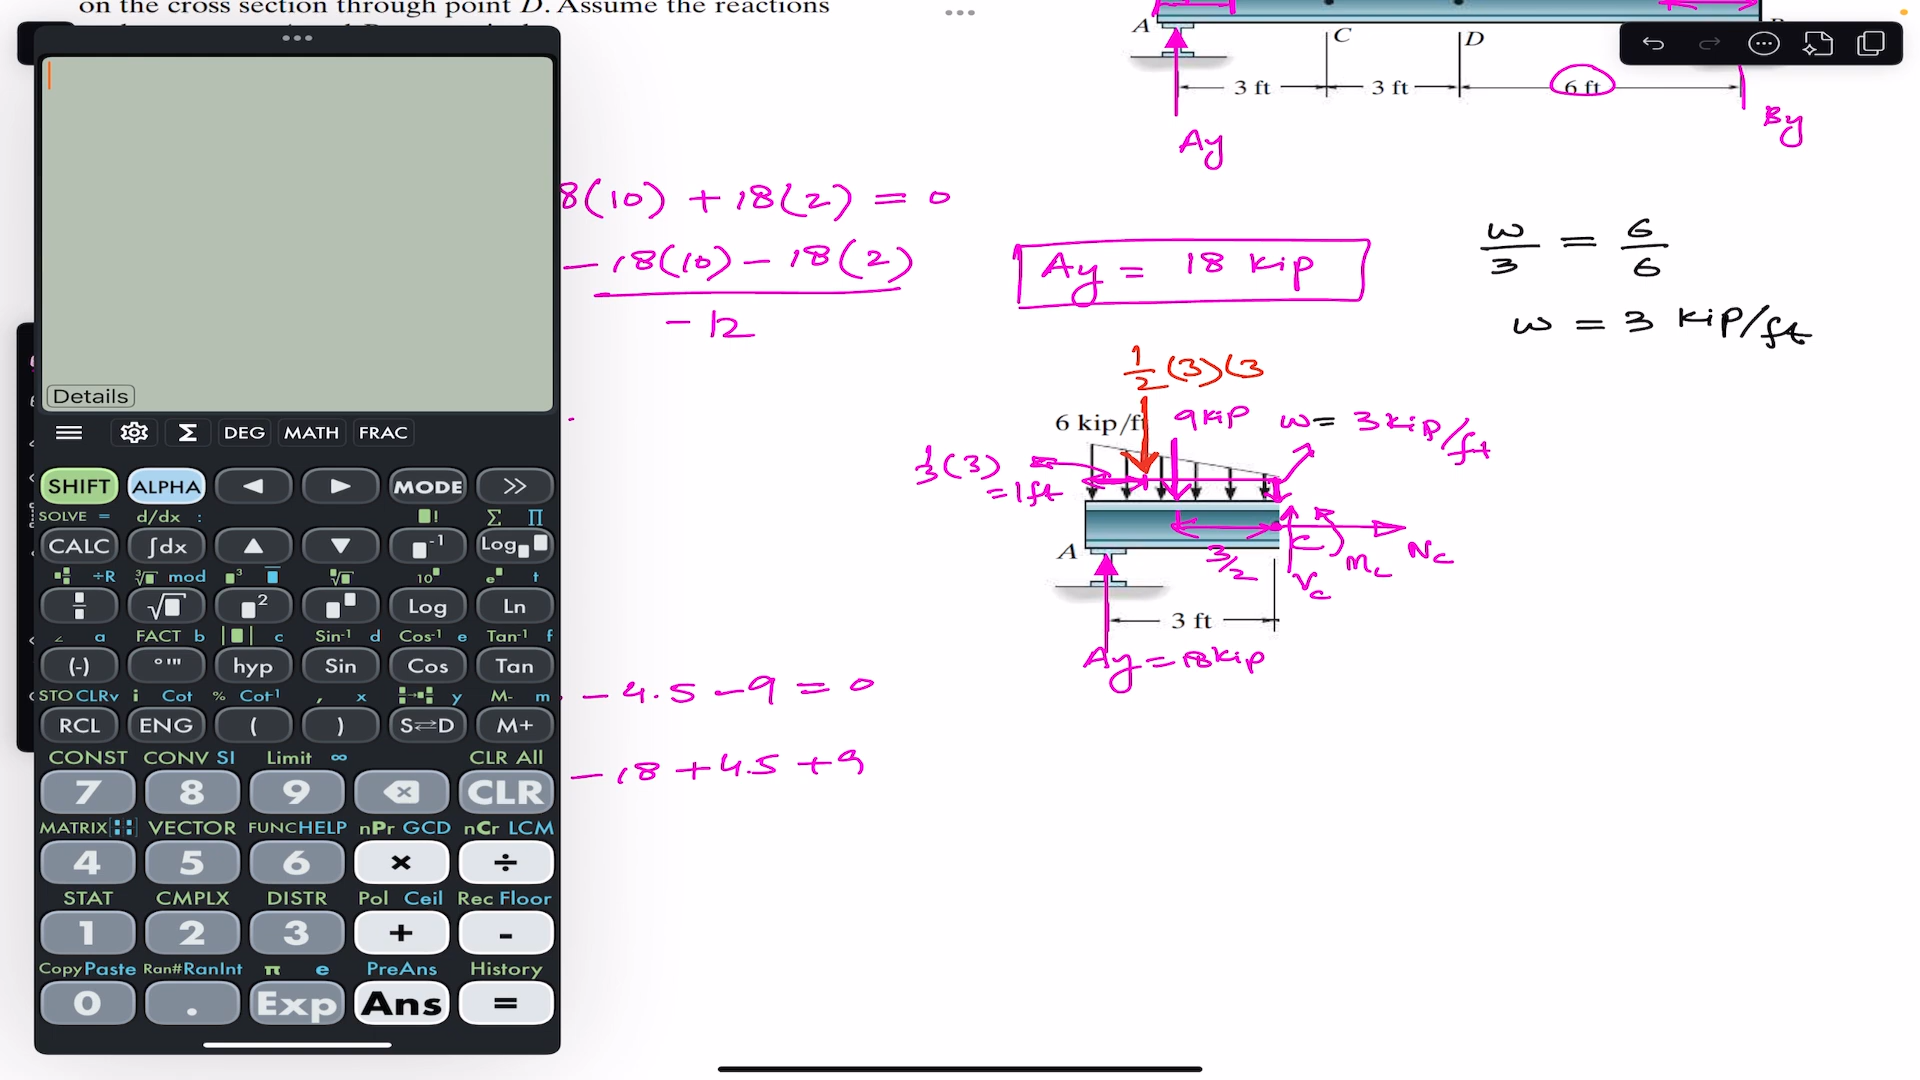 on the cross section through point D. Assume the reactions
A
C
D
3 ft
3 ft
6 ft
Ay
By
8(10) + 18(2) = 0
-18(10) - 18(2)
-12
Ay = 18 kip
w/3 = 6/6
w = 3 kip/ft
1/2 (3)(3
6 kip/ft
9 kip
w = 3 kip/ft
1/3 (3)
= 1 ft
A
3/2
C
Mc
Nc
Vc
3 ft
Ay = 18 kip
- 4.5 - 9 = 0
- 18 + 4.5 + 9
Details
DEG MATH FRAC
SHIFT ALPHA MODE
SOLVE = d/dx : ! Σ Π
CALC ∫dx -1 Log
÷R mod 3 10 e t
√ 2 Log Ln
∠ a FACT b c Sin-1 d Cos-1 e Tan-1 f
(-) ° ' " hyp Sin Cos Tan
STO CLRv i Cot % Cot-1 , x y M- m
RCL ENG ( ) S⇄D M+
CONST CONV SI Limit ∞ CLR All
7 8 9 CLR
MATRIX VECTOR FUNC HELP nPr GCD nCr LCM
4 5 6 × ÷
STAT CMPLX DISTR Pol Ceil Rec Floor
1 2 3 + -
Copy Paste Ran# RanInt π e PreAns History
0 . Exp Ans =